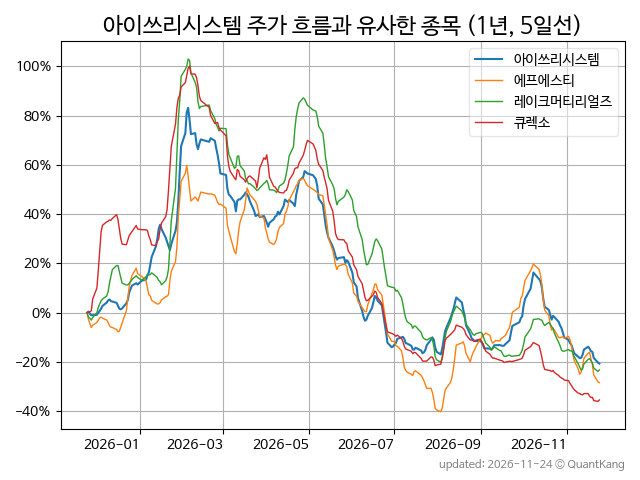 아이쓰리시스템 주가 흐름과 유사한 종목 (1년, 5일선)
아이쓰리시스템
에프에스티
레이크머티리얼즈
큐렉소
100%
80%
60%
40%
20%
0%
−20%
−40%
2026-01
2026-03
2026-05
2026-07
2026-09
2026-11
updated: 2026-11-24 © QuantKang